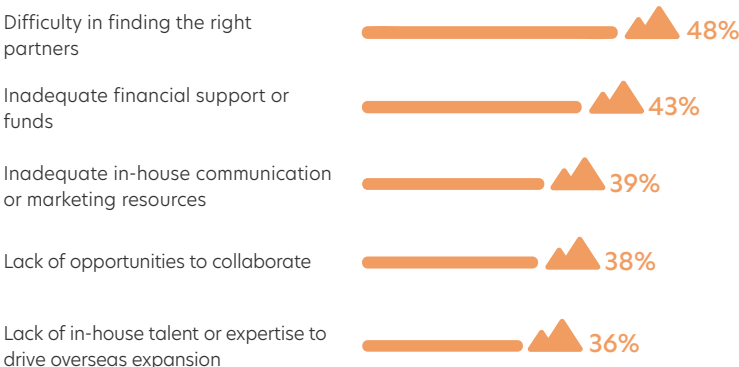 Difficulty in finding the right
partners
48%
Inadequate financial support or
funds
43%
Inadequate in-house communication
or marketing resources
39%
Lack of opportunities to collaborate
38%
Lack of in-house talent or expertise to
drive overseas expansion
36%